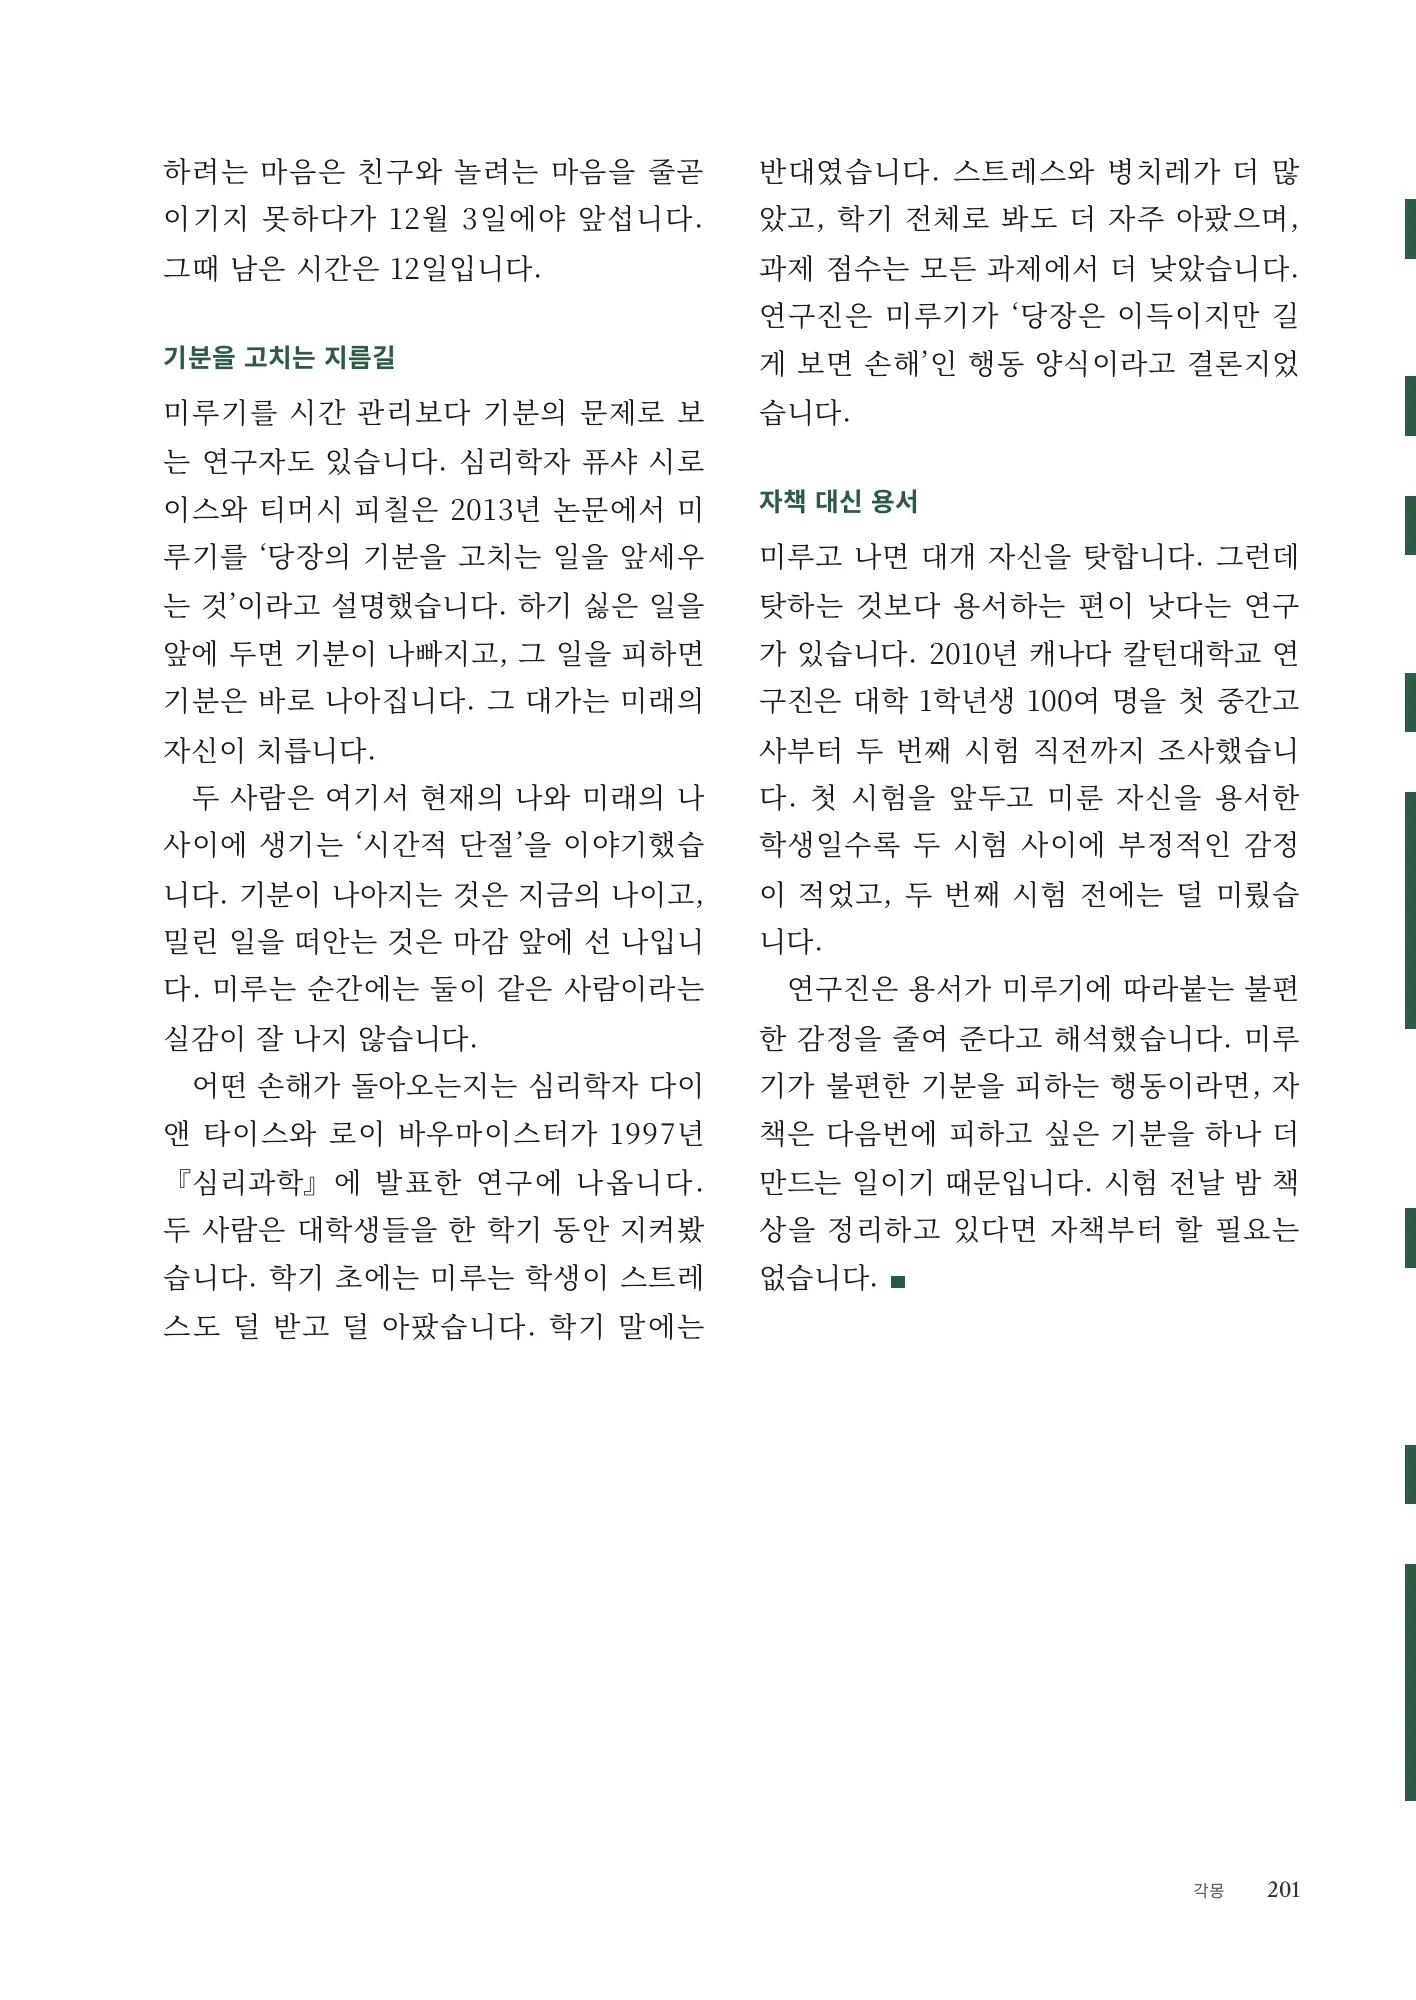 하려는 마음은 친구와 놀려는 마음을 줄곧
이기지 못하다가 12월 3일에야 앞섭니다.
그때 남은 시간은 12일입니다.
기분을 고치는 지름길
미루기를 시간 관리보다 기분의 문제로 보
는 연구자도 있습니다. 심리학자 퓨샤 시로
이스와 티머시 피칠은 2013년 논문에서 미
루기를 ‘당장의 기분을 고치는 일을 앞세우
는 것’이라고 설명했습니다. 하기 싫은 일을
앞에 두면 기분이 나빠지고, 그 일을 피하면
기분은 바로 나아집니다. 그 대가는 미래의
자신이 치릅니다.
두 사람은 여기서 현재의 나와 미래의 나
사이에 생기는 ‘시간적 단절’을 이야기했습
니다. 기분이 나아지는 것은 지금의 나이고,
밀린 일을 떠안는 것은 마감 앞에 선 나입니
다. 미루는 순간에는 둘이 같은 사람이라는
실감이 잘 나지 않습니다.
어떤 손해가 돌아오는지는 심리학자 다이
앤 타이스와 로이 바우마이스터가 1997년
『심리과학』에 발표한 연구에 나옵니다.
두 사람은 대학생들을 한 학기 동안 지켜봤
습니다. 학기 초에는 미루는 학생이 스트레
스도 덜 받고 덜 아팠습니다. 학기 말에는
반대였습니다. 스트레스와 병치레가 더 많
았고, 학기 전체로 봐도 더 자주 아팠으며,
과제 점수는 모든 과제에서 더 낮았습니다.
연구진은 미루기가 ‘당장은 이득이지만 길
게 보면 손해’인 행동 양식이라고 결론지었
습니다.
자책 대신 용서
미루고 나면 대개 자신을 탓합니다. 그런데
탓하는 것보다 용서하는 편이 낫다는 연구
가 있습니다. 2010년 캐나다 칼턴대학교 연
구진은 대학 1학년생 100여 명을 첫 중간고
사부터 두 번째 시험 직전까지 조사했습니
다. 첫 시험을 앞두고 미룬 자신을 용서한
학생일수록 두 시험 사이에 부정적인 감정
이 적었고, 두 번째 시험 전에는 덜 미뤘습
니다.
연구진은 용서가 미루기에 따라붙는 불편
한 감정을 줄여 준다고 해석했습니다. 미루
기가 불편한 기분을 피하는 행동이라면, 자
책은 다음번에 피하고 싶은 기분을 하나 더
만드는 일이기 때문입니다. 시험 전날 밤 책
상을 정리하고 있다면 자책부터 할 필요는
없습니다.
각몽 201